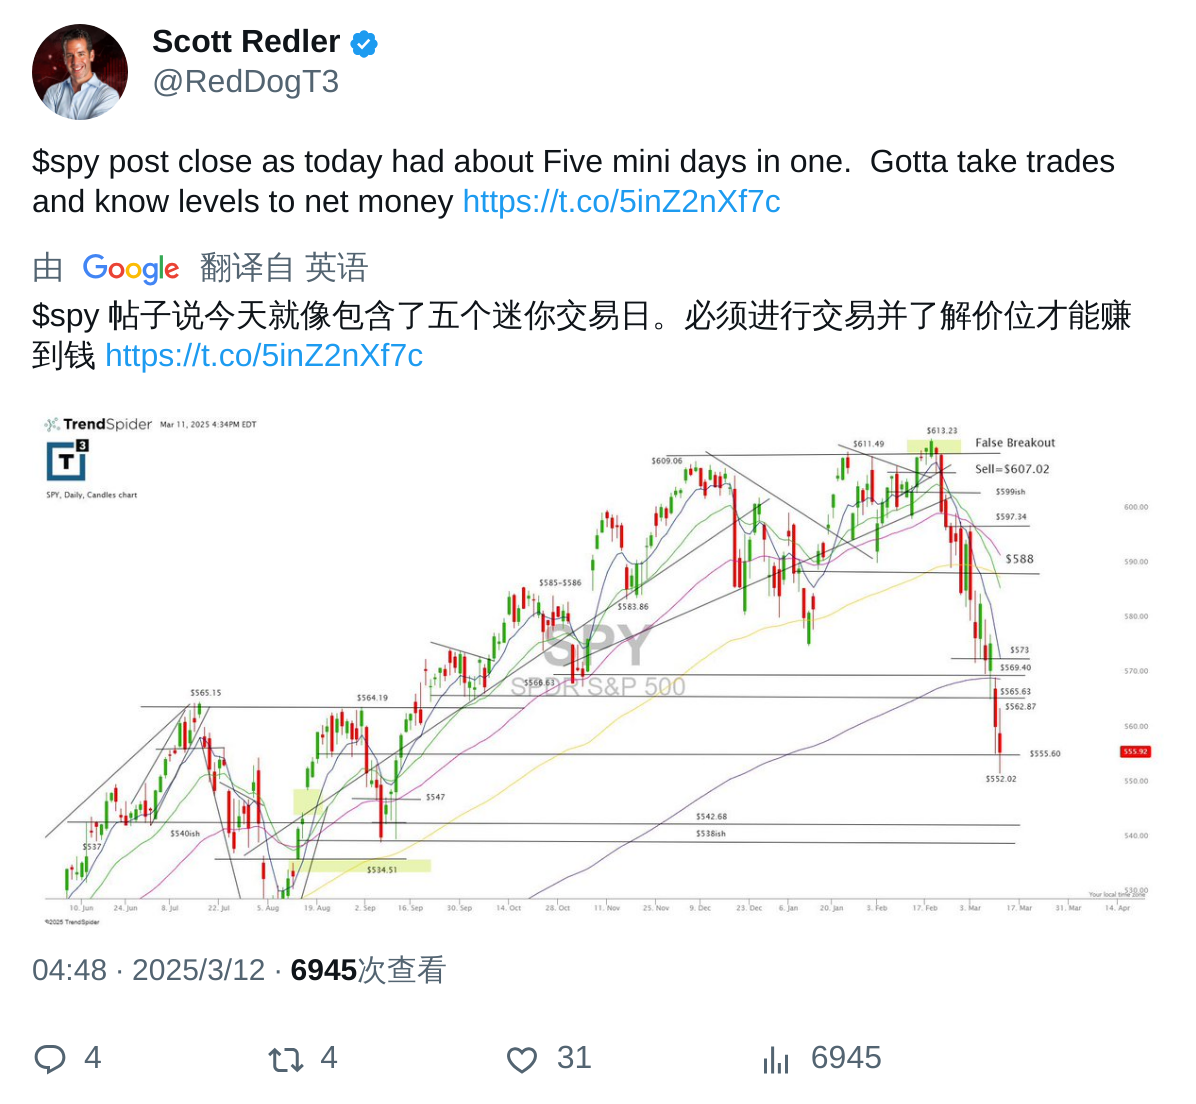 Scott Redler
@RedDogT3
$spy post close as today had about Five mini days in one.  Gotta take trades
and know levels to net money https://t.co/5inZ2nXf7c
由 Google 翻译自 英语
$spy 帖子说今天就像包含了五个迷你交易日。必须进行交易并了解价位才能赚
到钱 https://t.co/5inZ2nXf7c
TrendSpider Mar 11, 2025 4:34PM EDT
T3
SPY, Daily, Candles chart
$613.23
$611.49
False Breakout
$609.06
Sell=$607.02
$599ish
600.00
$597.34
$588
590.00
$585-$586
$583.86
580.00
SPY
$573
$569.40
570.00
$566.63
SPDR S&P 500
$565.15
$564.19
$565.63
$562.87
560.00
$555.60
555.92
$552.02
550.00
$547
$542.68
$540ish
$538ish
540.00
$537
$534.51
530.00
Your local time zone
10. Jun
24. Jun
8. Jul
22. Jul
5. Aug
19. Aug
2. Sep
16. Sep
30. Sep
14. Oct
28. Oct
11. Nov
25. Nov
9. Dec
23. Dec
6. Jan
20. Jan
3. Feb
17. Feb
3. Mar
17. Mar
31. Mar
14. Apr
©2025 TrendSpider
04:48 · 2025/3/12 · 6945次查看
4
4
31
6945